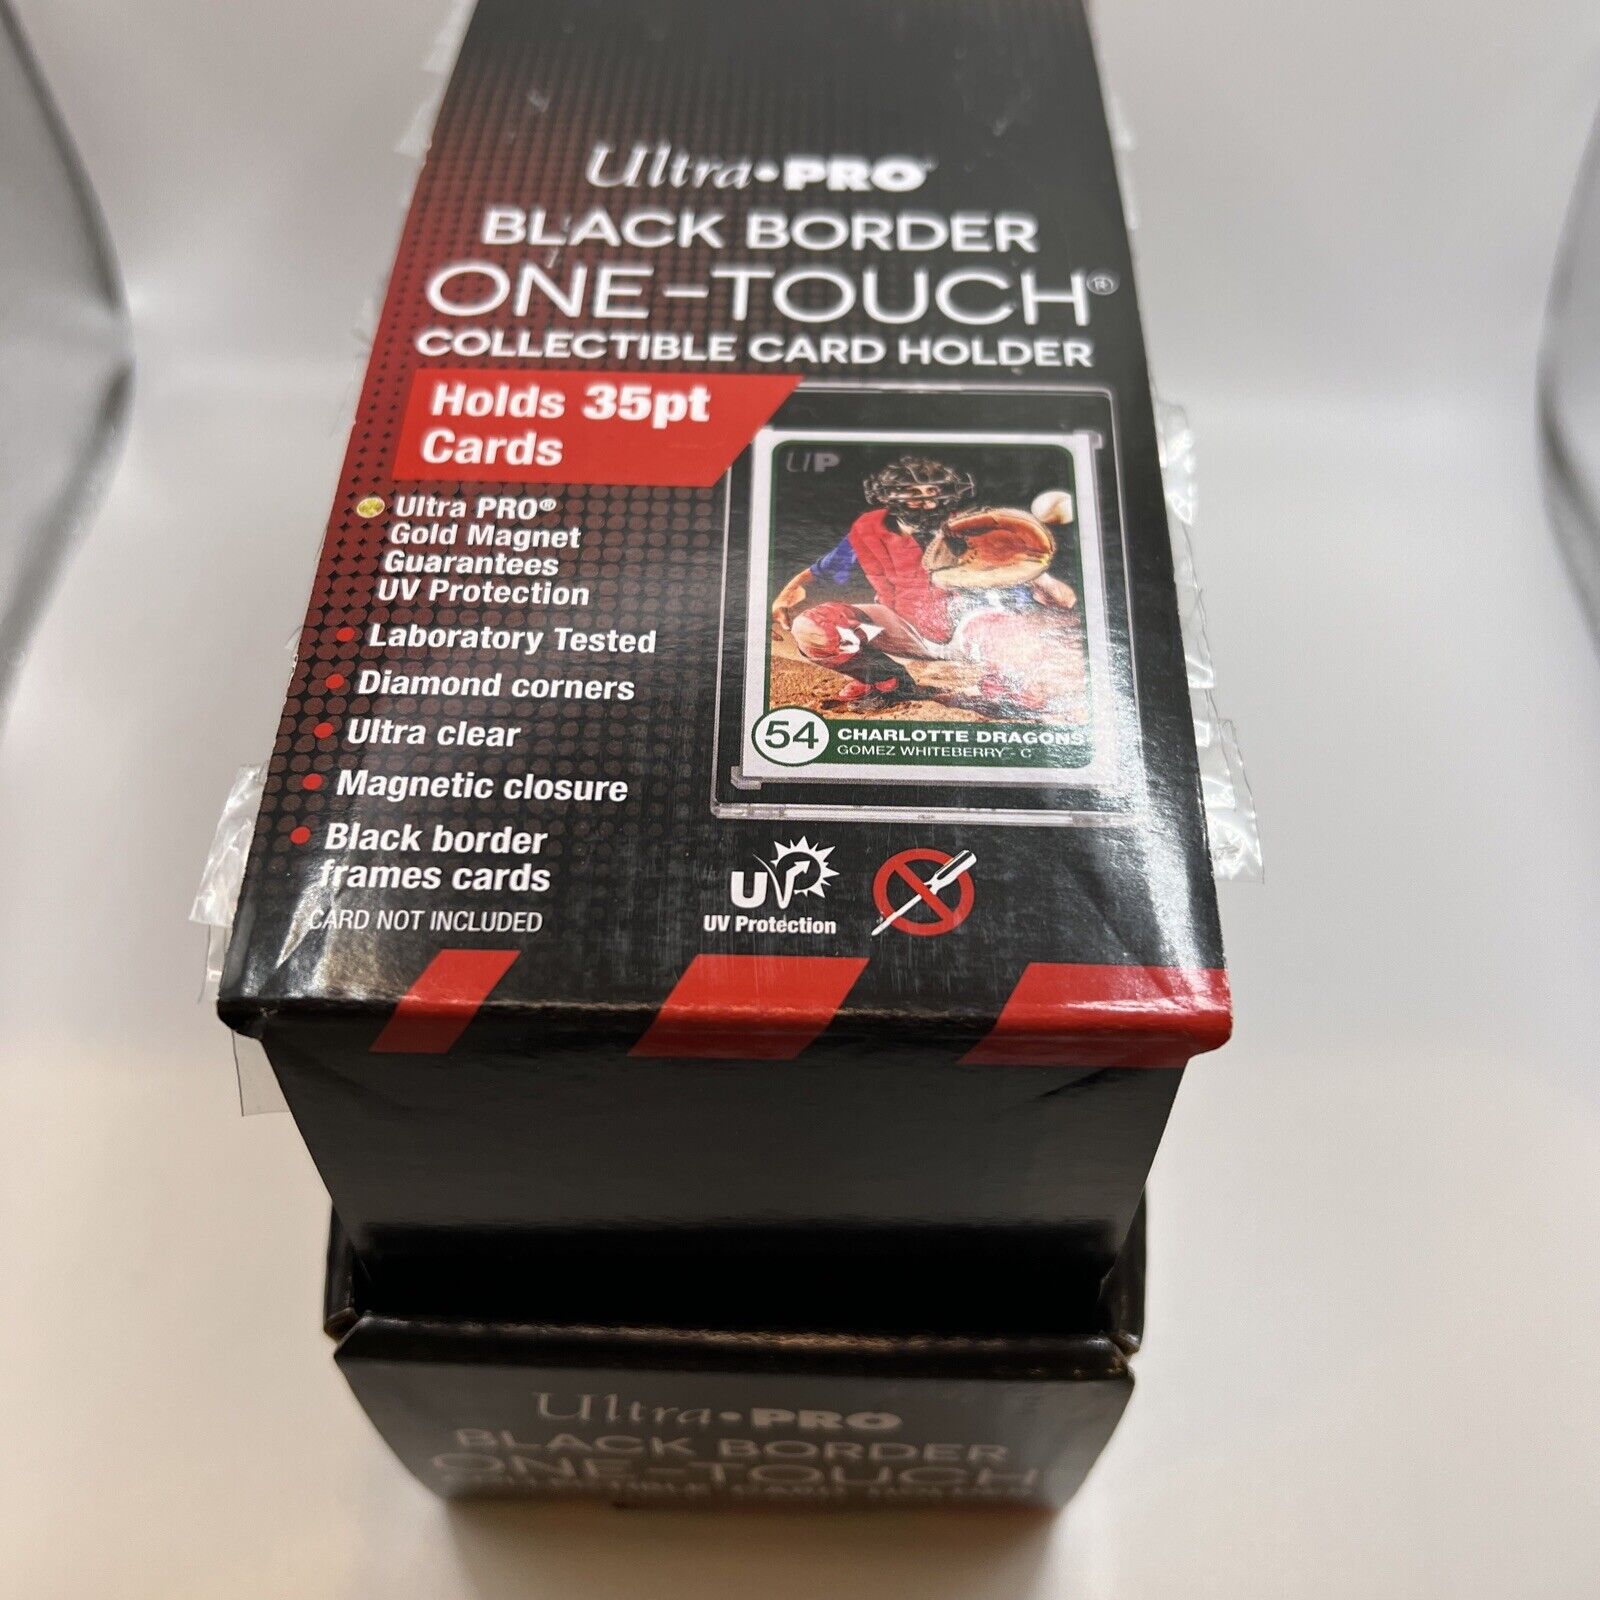 Ultra•PRO®
BLACK BORDER
ONE-TOUCH®
COLLECTIBLE CARD HOLDER
Holds 35pt
Cards
Ultra PRO®
Gold Magnet
Guarantees
UV Protection
• Laboratory Tested
• Diamond corners
• Ultra clear
• Magnetic closure
• Black border
frames cards
CARD NOT INCLUDED
UP
54
CHARLOTTE DRAGONS
GOMEZ WHITEBERRY - C
UV
UV Protection
Ultra•PRO
BLACK BORDER
ONE-TOUCH